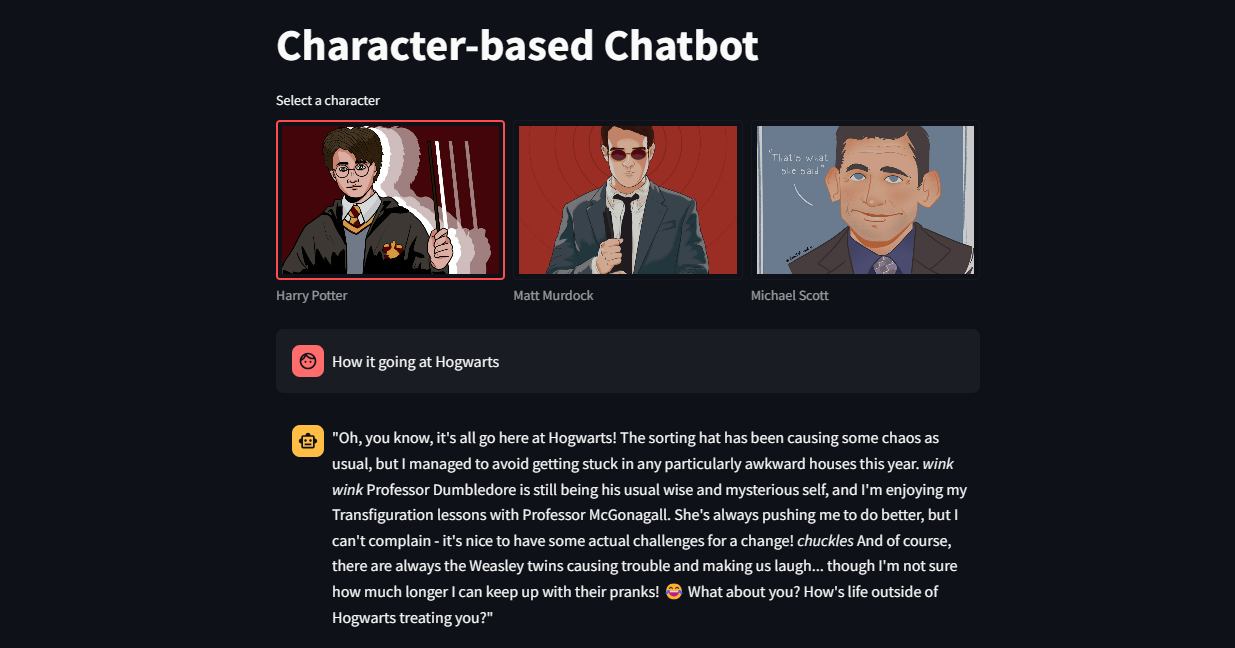 Character-based Chatbot
Select a character
"That's what
she said"
Harry Potter
Matt Murdock
Michael Scott
How it going at Hogwarts
"Oh, you know, it's all go here at Hogwarts! The sorting hat has been causing some chaos as
usual, but I managed to avoid getting stuck in any particularly awkward houses this year. wink
wink Professor Dumbledore is still being his usual wise and mysterious self, and I'm enjoying my
Transfiguration lessons with Professor McGonagall. She's always pushing me to do better, but I
can't complain - it's nice to have some actual challenges for a change! chuckles And of course,
there are always the Weasley twins causing trouble and making us laugh... though I'm not sure
how much longer I can keep up with their pranks! 😂 What about you? How's life outside of
Hogwarts treating you?"